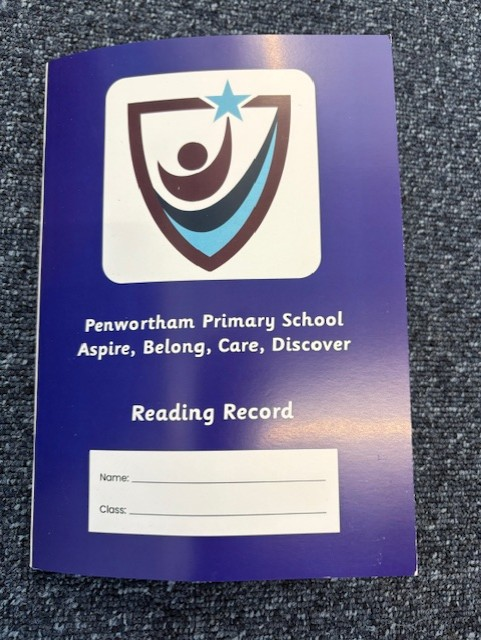 Penwortham Primary School
Aspire, Belong, Care, Discover
Reading Record
Name:
Class: